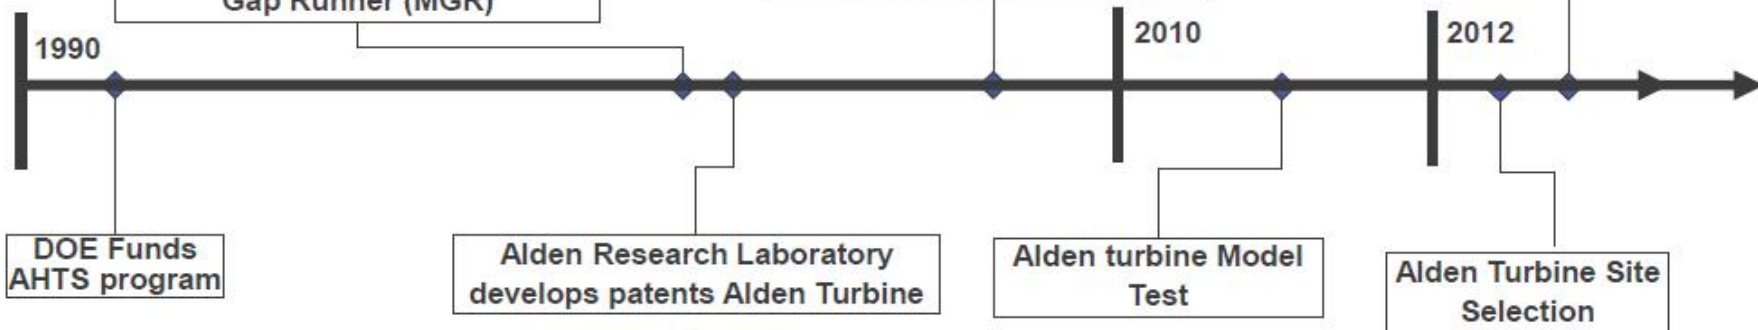 Gap Runner (MGR)
1990
2010
2012
DOE Funds
AHTS program
Alden Research Laboratory
develops patents Alden Turbine
Alden turbine Model
Test
Alden Turbine Site
Selection